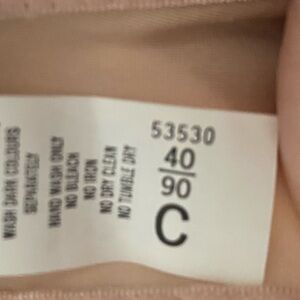 53530
40
90
C
WASH DARK COLOURS
SEPARATELY
HAND WASH ONLY
NO BLEACH
NO IRON
NO DRY CLEAN
NO TUMBLE DRY